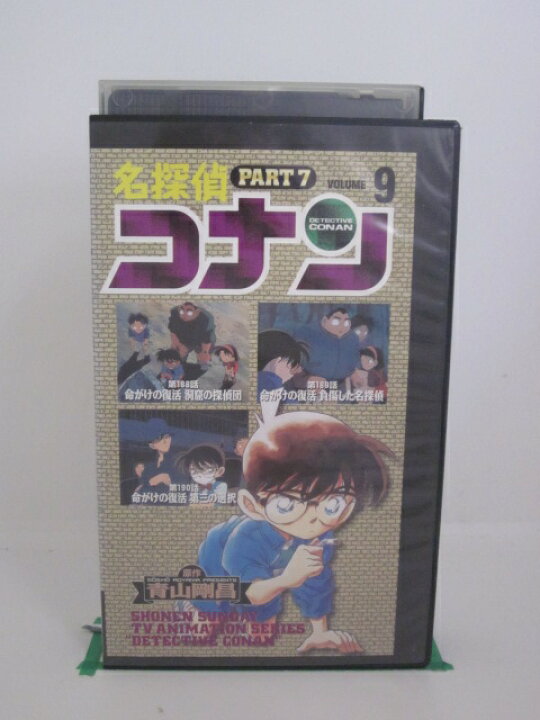 名探偵 PART 7 VOLUME 9
コナン
DETECTIVE
CONAN
第188話
命がけの復活 洞窟の探偵団
第189話
命がけの復活 負傷した名探偵
第190話
命がけの復活 第三の選択
原作
GOSHO AOYAMA PRESENTS
青山剛昌
SHONEN SUNDAY
TV ANIMATION SERIES
DETECTIVE CONAN